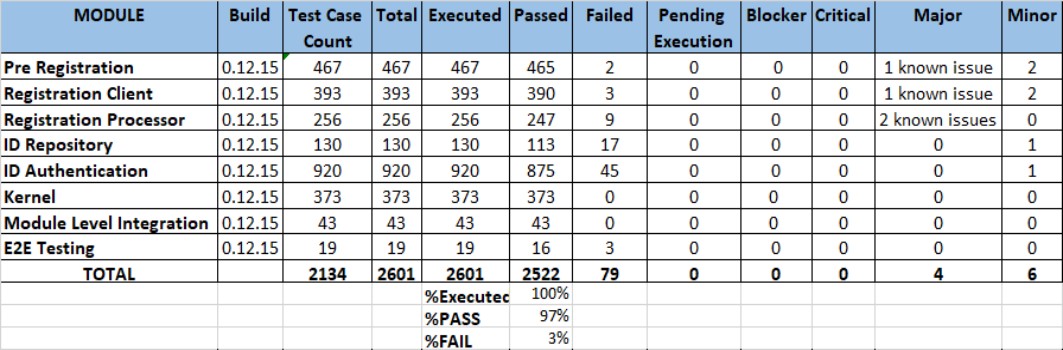 MODULE Build Test Case Count Total Executed Passed Failed Pending Execution Blocker Critical Major Minor
Pre Registration 0.12.15 467 467 467 465 2 0 0 0 1 known issue 2
Registration Client 0.12.15 393 393 393 390 3 0 0 0 1 known issue 2
Registration Processor 0.12.15 256 256 256 247 9 0 0 0 2 known issues 0
ID Repository 0.12.15 130 130 130 113 17 0 0 0 0 1
ID Authentication 0.12.15 920 920 920 875 45 0 0 0 0 1
Kernel 0.12.15 373 373 373 373 0 0 0 0 0 0
Module Level Integration 0.12.15 43 43 43 43 0 0 0 0 0 0
E2E Testing 0.12.15 19 19 19 16 3 0 0 0 0 0
TOTAL 2134 2601 2601 2522 79 0 0 0 4 6
%Executed 100%
%PASS 97%
%FAIL 3%